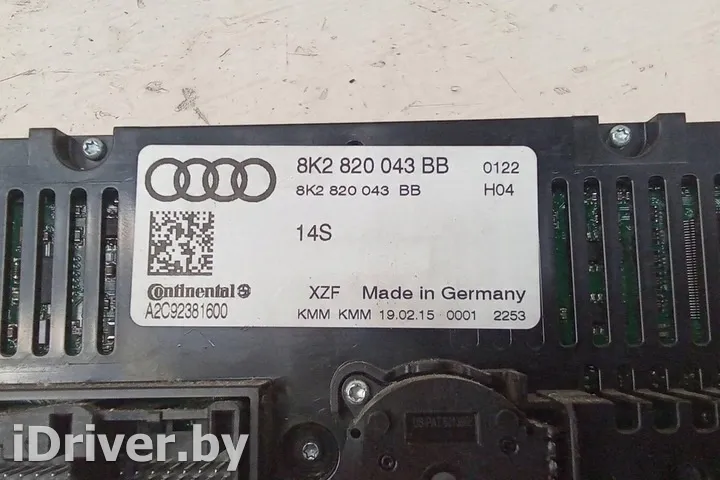 8K2 820 043 BB 0122
8K2 820 043 BB H04
14S
Continental XZF Made in Germany
A2C92381600 KMM KMM 19.02.15 0001 2253
iDriver.by